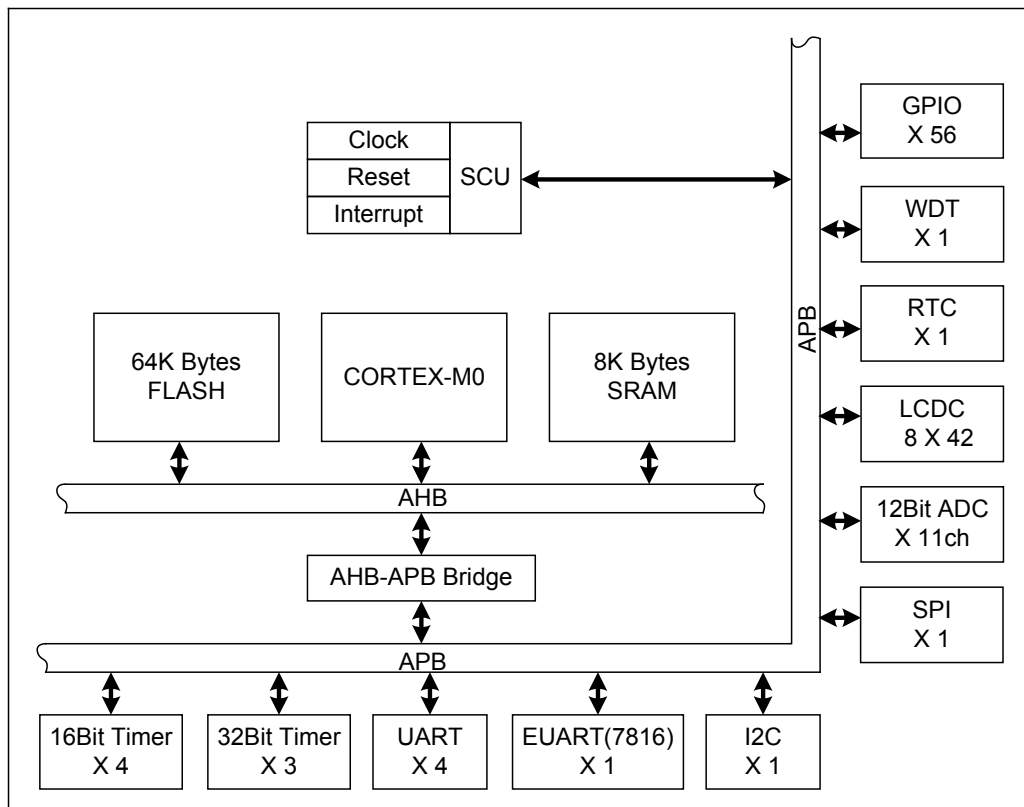 GPIO
X 56
Clock
Reset
Interrupt
SCU
WDT
X 1
APB
RTC
X 1
64K Bytes
FLASH
CORTEX-M0
8K Bytes
SRAM
LCDC
8 X 42
AHB
12Bit ADC
X 11ch
AHB-APB Bridge
SPI
X 1
APB
16Bit Timer
X 4
32Bit Timer
X 3
UART
X 4
EUART(7816)
X 1
I2C
X 1